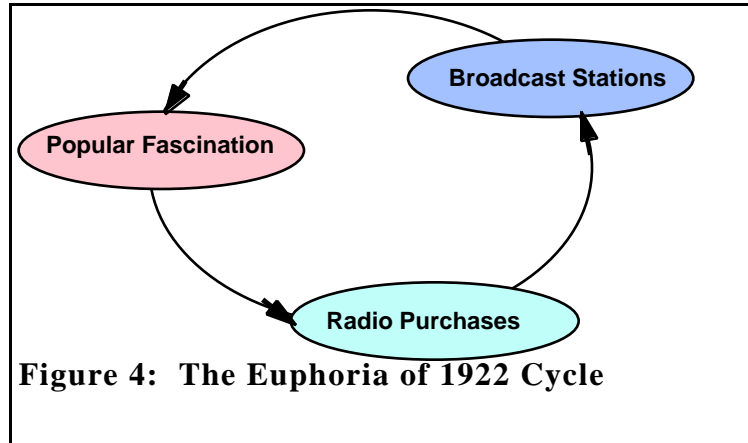 Broadcast Stations
Popular Fascination
Radio Purchases
Figure 4: The Euphoria of 1922 Cycle